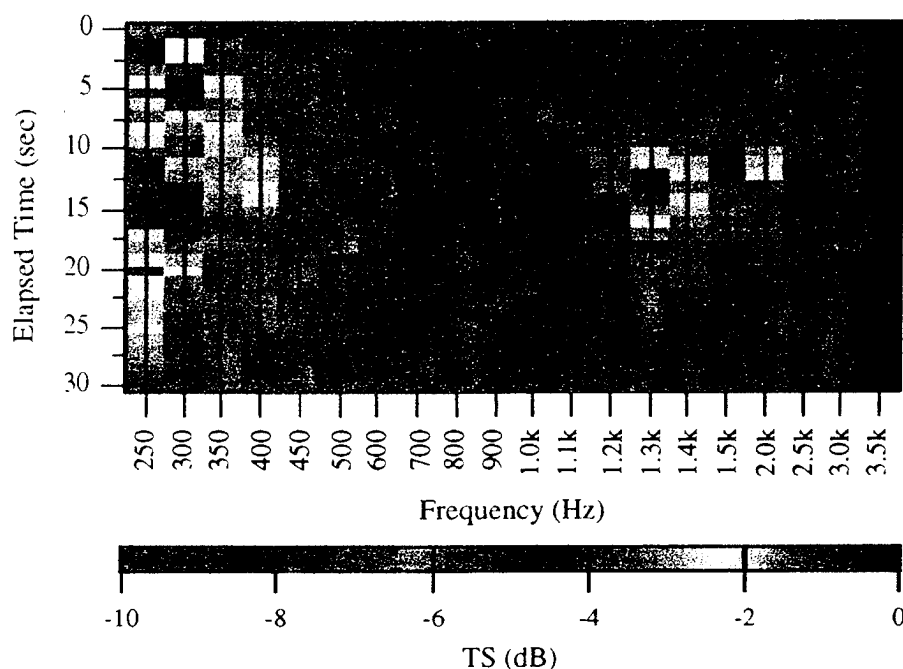 Elapsed Time (sec)
0
5
10
15
20
25
30
250 300 350 400 450 500 600 700 800 900 1.0k 1.1k 1.2k 1.3k 1.4k 1.5k 2.0k 2.5k 3.0k 3.5k
Frequency (Hz)
-10 -8 -6 -4 -2 0
TS (dB)